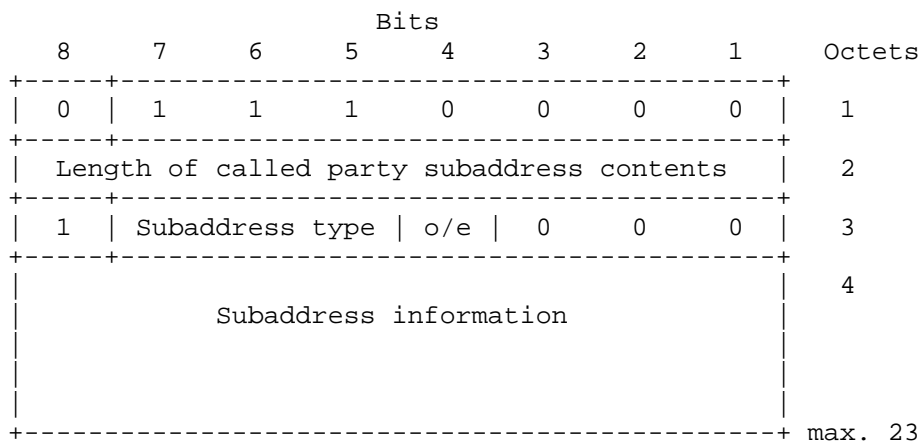 Bits
8 7 6 5 4 3 2 1 Octets
+-----+-----------------------------------------+
| 0 | 1 1 1 0 0 0 0 | 1
+-----+-----------------------------------------+
| Length of called party subaddress contents | 2
+-----+-----------------------------------------+
| 1 | Subaddress type | o/e | 0 0 0 | 3
+-----+-----------------------------------------+
| | 4
| Subaddress information |
| |
| |
| |
+-----------------------------------------------+ max. 23